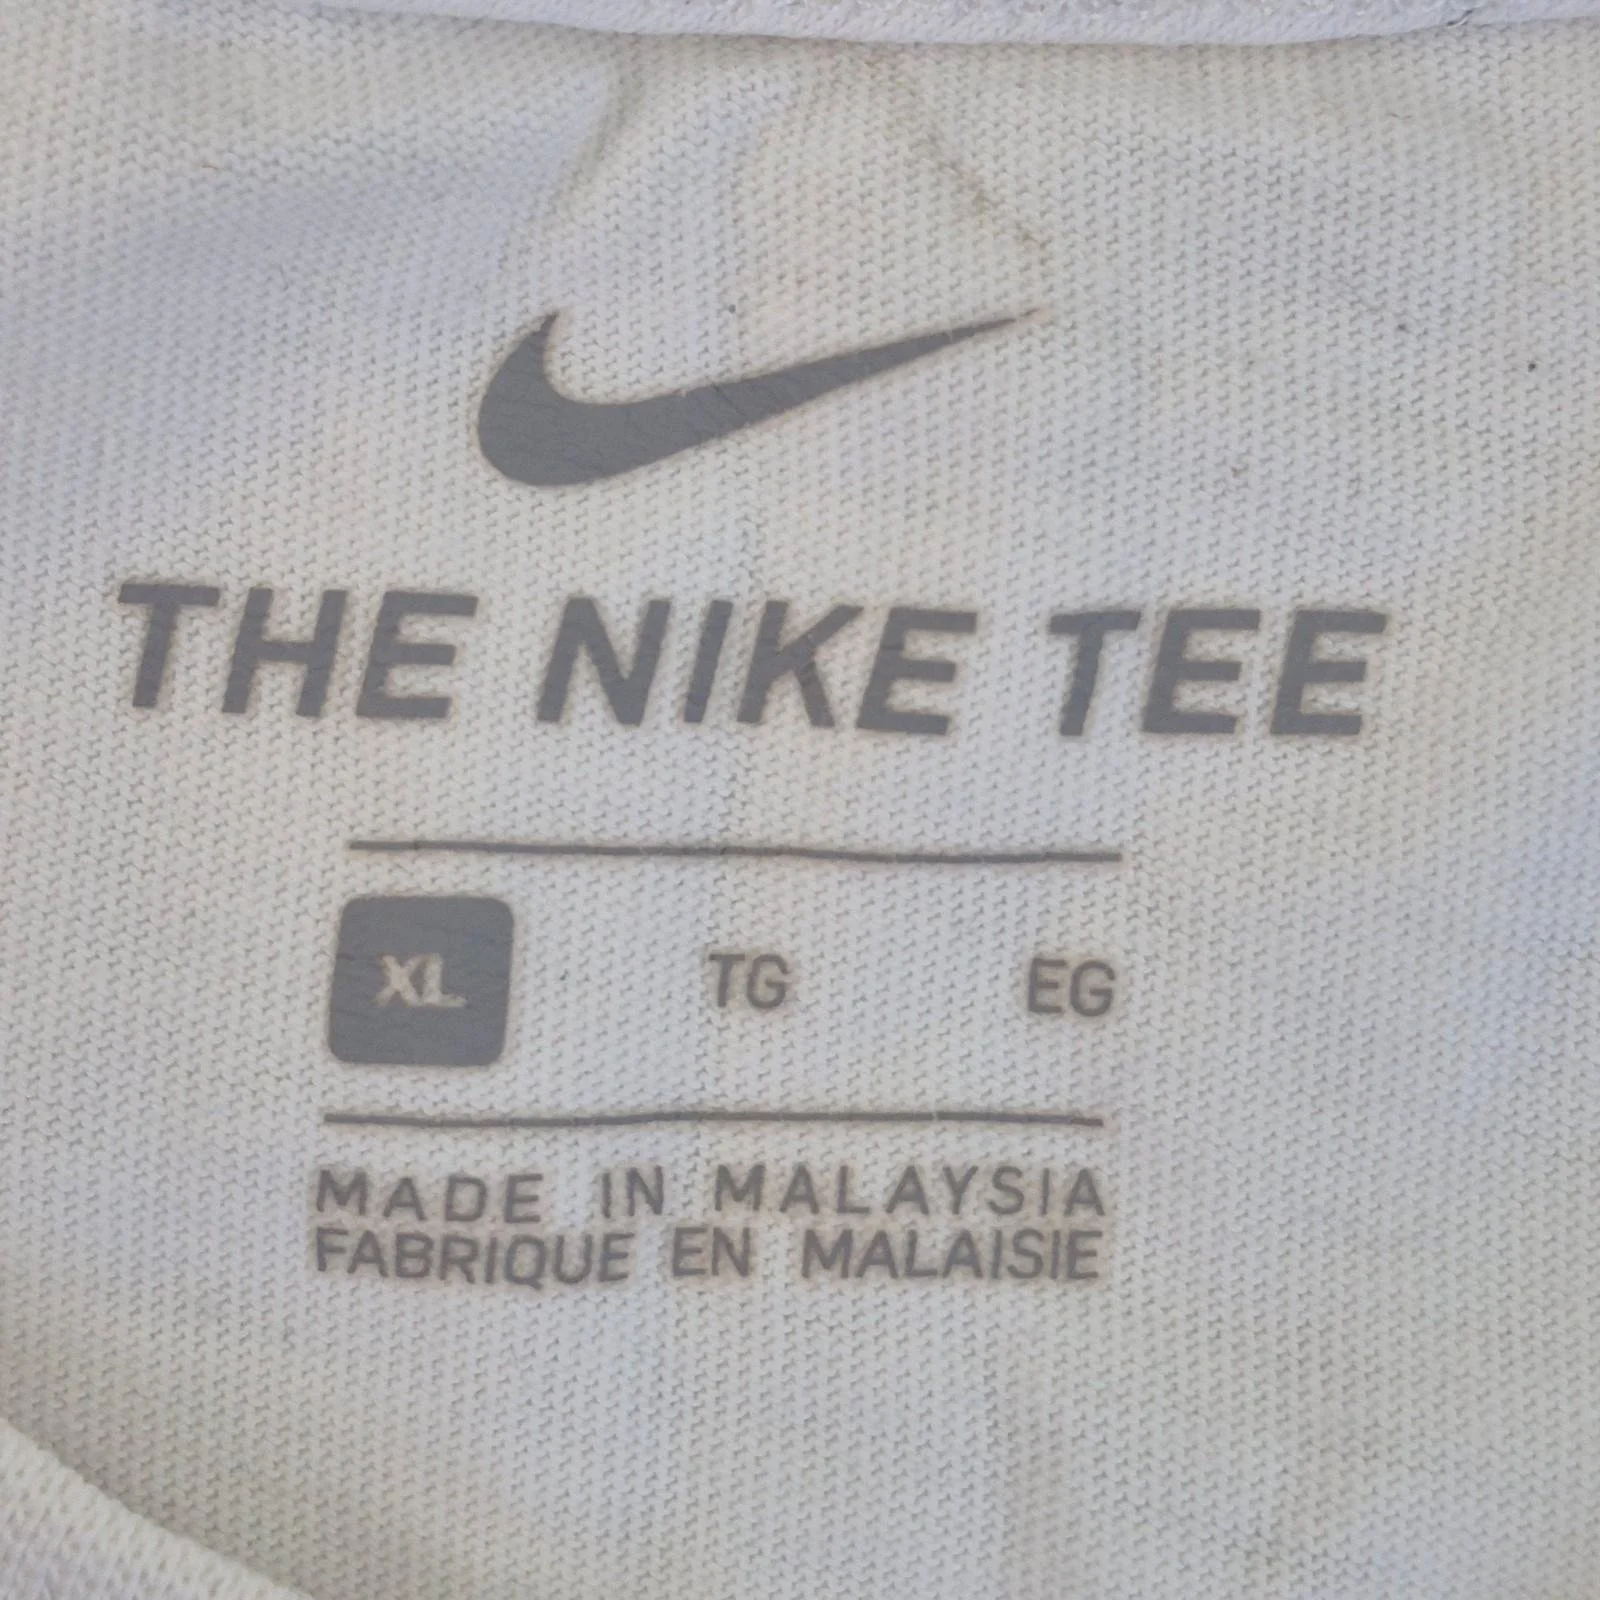 THE NIKE TEE
XL TG EG
MADE IN MALAYSIA
FABRIQUE EN MALAISIE